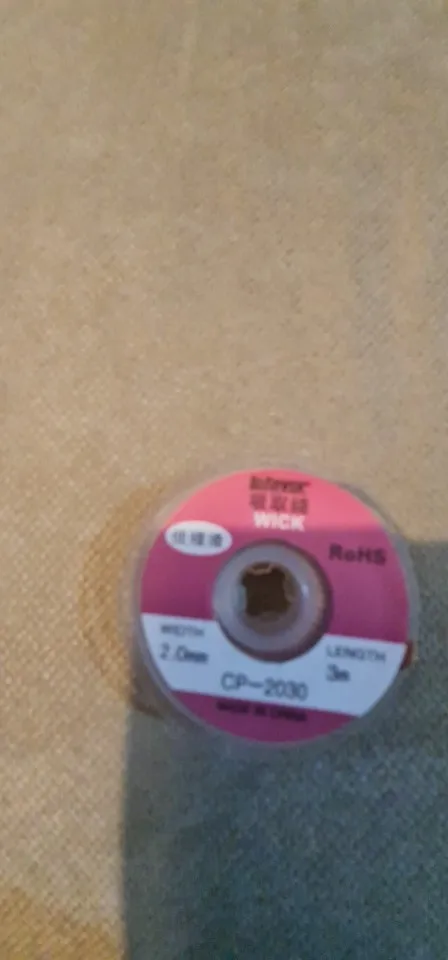 WICK
RoHS
WIDTH
2.0mm
LENGTH
3m
CP-2030
MADE IN CHINA